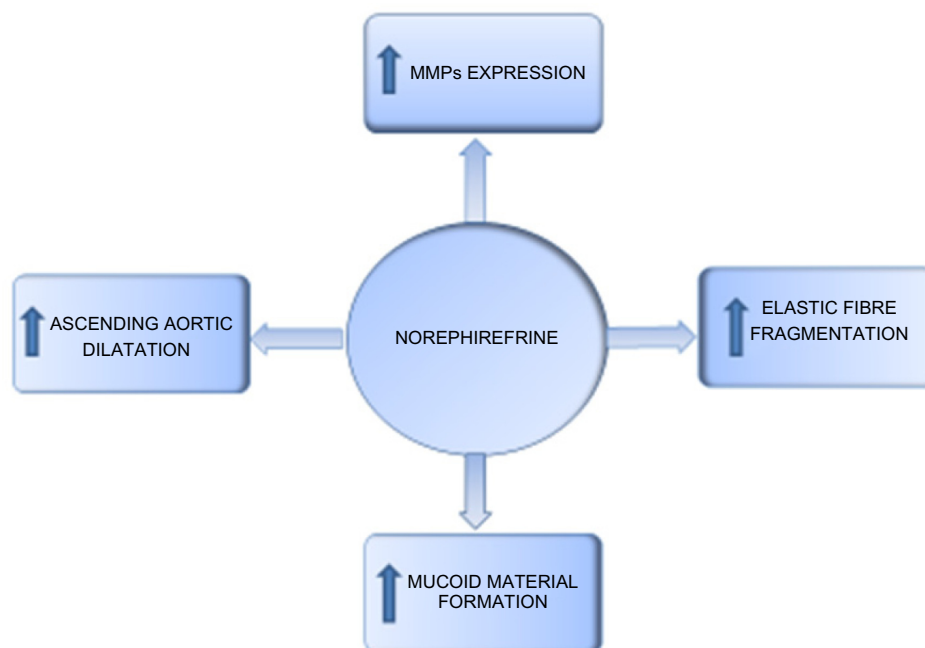 MMPs EXPRESSION
ASCENDING AORTIC
DILATATION
NOREPHIREFRINE
ELASTIC FIBRE
FRAGMENTATION
MUCOID MATERIAL
FORMATION